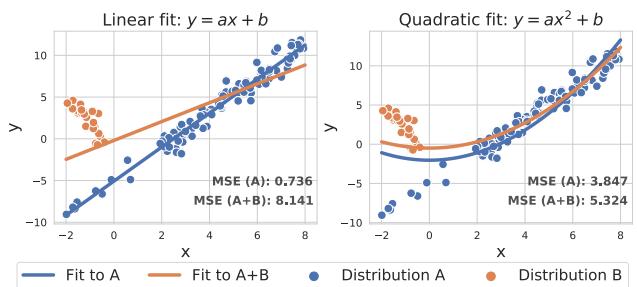 Linear fit: y = ax + b
Quadratic fit: y = ax² + b
10
5
0
−5
−10
y
−2 0 2 4 6 8
x
MSE (A): 0.736
MSE (A+B): 8.141
10
5
0
−5
−10
y
−2 0 2 4 6 8
x
MSE (A): 3.847
MSE (A+B): 5.324
Fit to A Fit to A+B Distribution A Distribution B